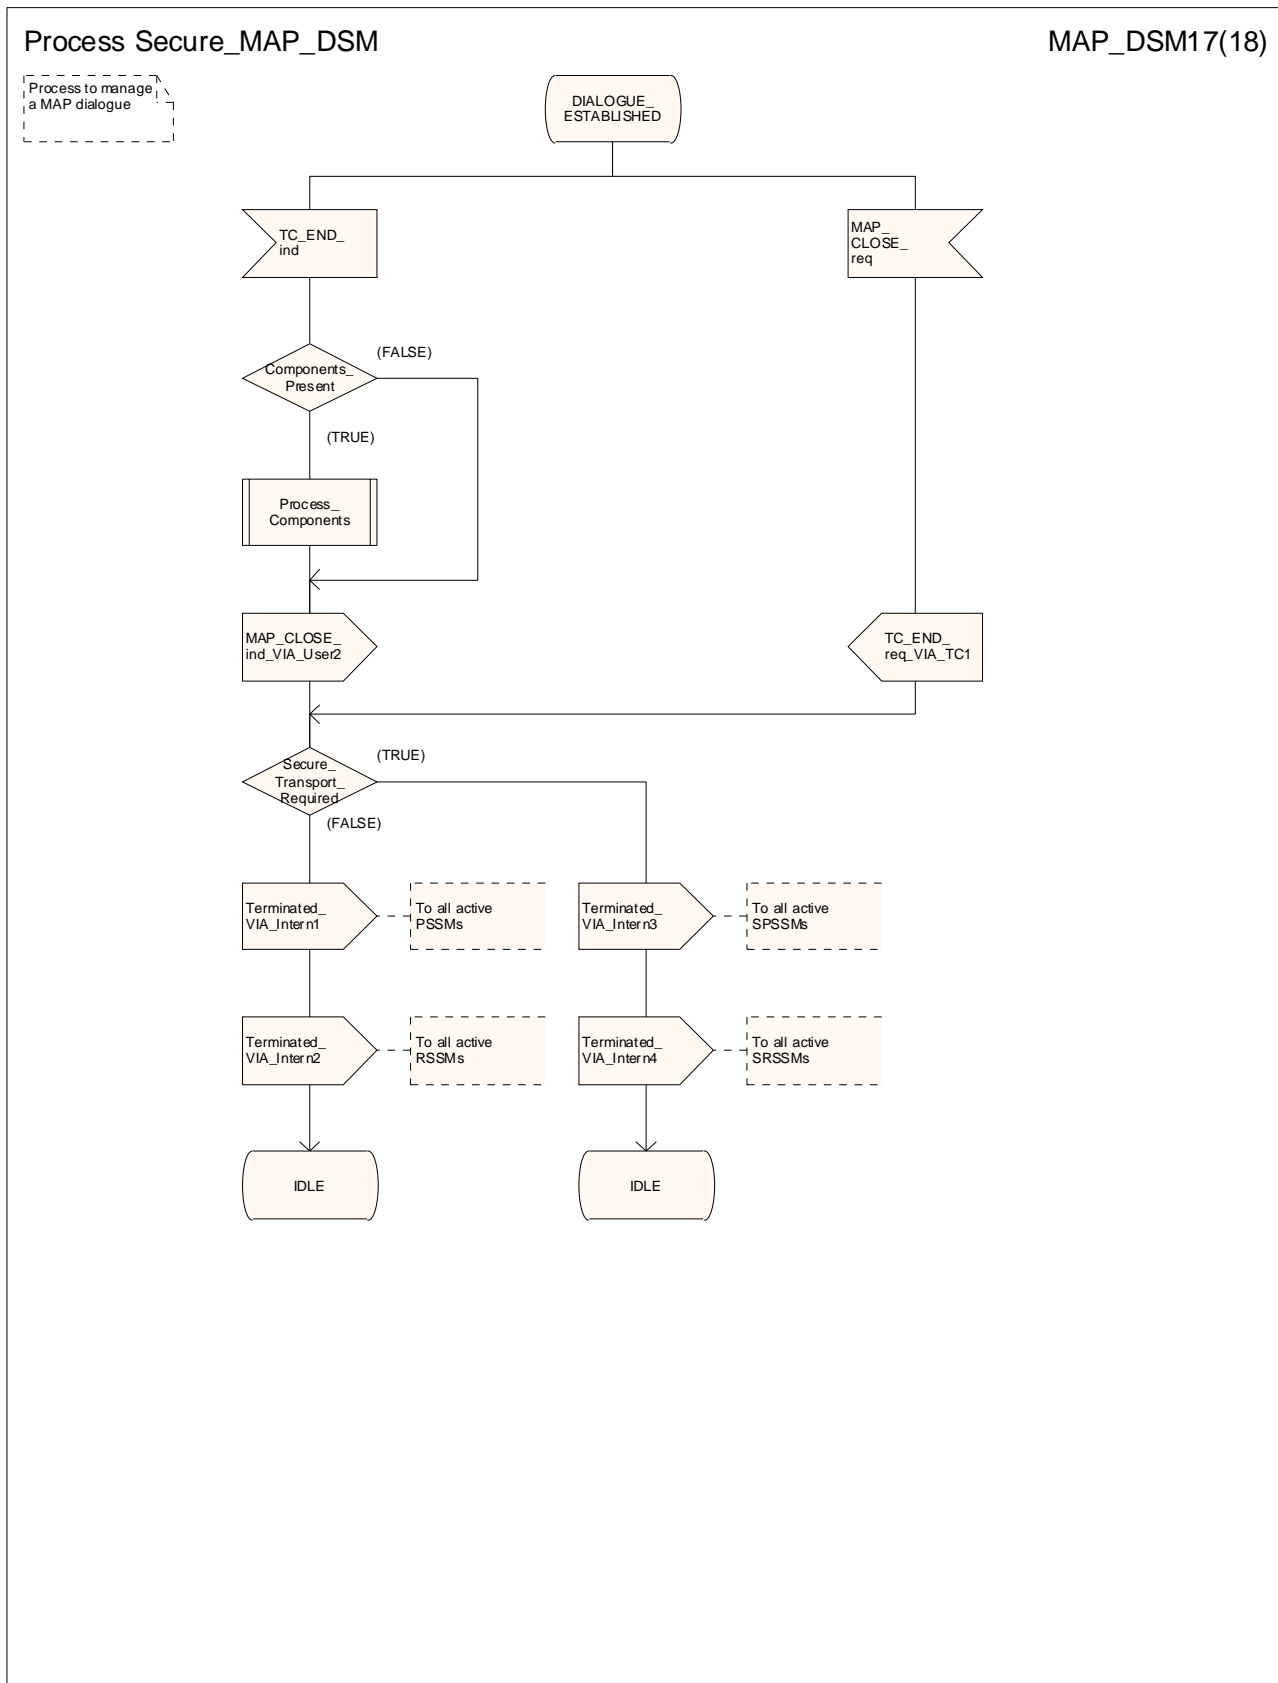 Process Secure_MAP_DSM
MAP_DSM17(18)
Process to manage
a MAP dialogue
DIALOGUE_
ESTABLISHED
TC_END_
ind
MAP_
CLOSE_
req
Components_
Present
(FALSE)
(TRUE)
Process_
Components
MAP_CLOSE_
ind_VIA_User2
TC_END_
req_VIA_TC1
Secure_
Transport_
Required
(TRUE)
(FALSE)
Terminated_
VIA_Intern1
To all active
PSSMs
Terminated_
VIA_Intern3
To all active
SPSSMs
Terminated_
VIA_Intern2
To all active
RSSMs
Terminated_
VIA_Intern4
To all active
SRSSMs
IDLE
IDLE